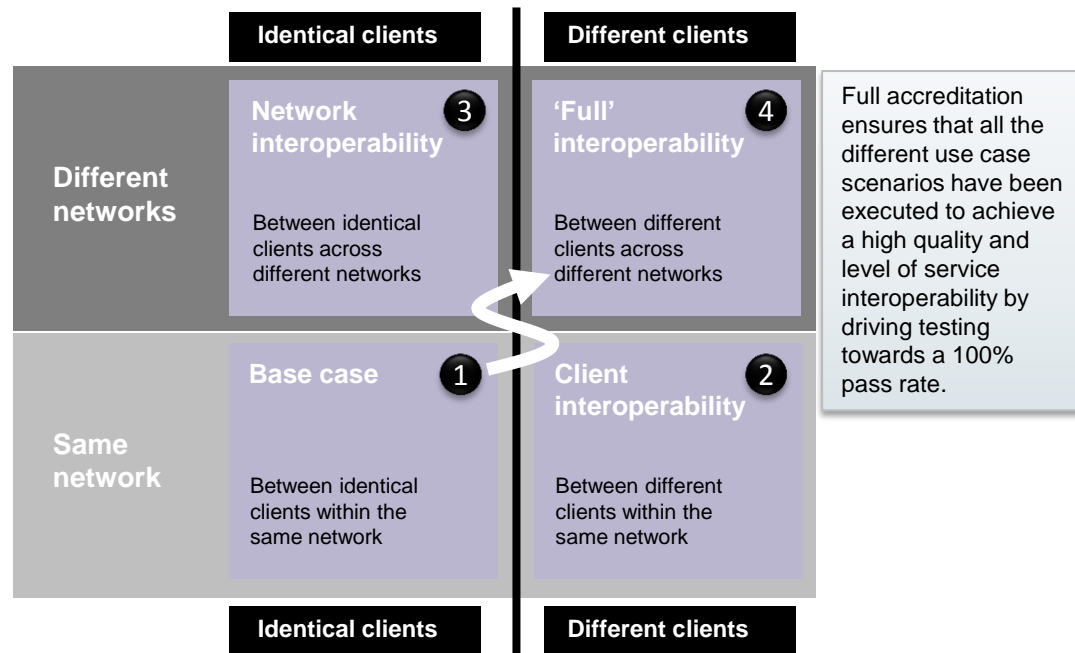 Identical clients
Different clients
Different
networks
Network
interoperability
3
Between identical
clients across
different networks
‘Full’
interoperability
4
Between different
clients across
different networks
Full accreditation
ensures that all the
different use case
scenarios have been
executed to achieve
a high quality and
level of service
interoperability by
driving testing
towards a 100%
pass rate.
Same
network
Base case
1
Between identical
clients within the
same network
Client
interoperability
2
Between different
clients within the
same network
Identical clients
Different clients